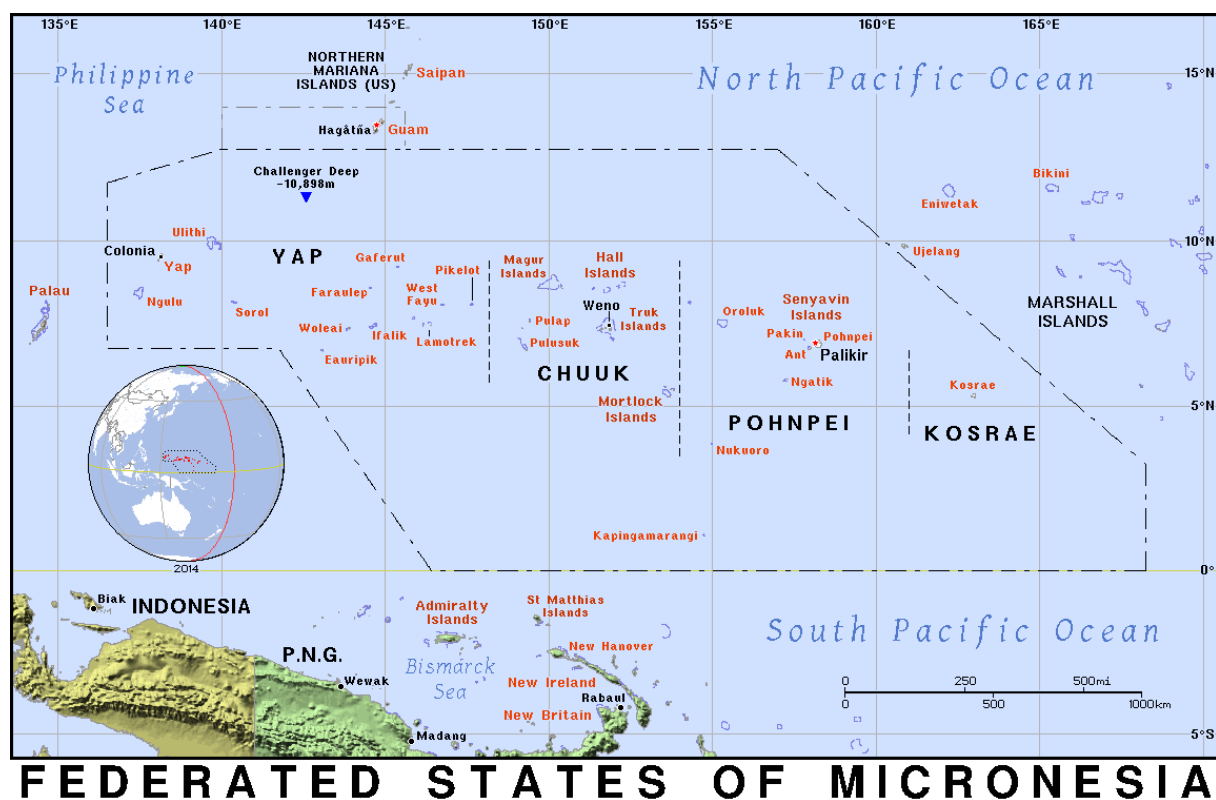 135°E
140°E
145°E
150°E
155°E
160°E
165°E
NORTHERN
MARIANA
ISLANDS (US)
Saipan
Philippine
Sea
North Pacific Ocean
15°N
Hagåtña
Guam
Challenger Deep
-10,898m
Bikini
Eniwetak
Ulithi
Colonia
Yap
YAP
Gaferut
Pikelot
Magur
Islands
Hall
Islands
Ujelang
10°N
Palau
Ngulu
Sorol
Faraulep
West
Fayu
Weno
Truk
Islands
Oroluk
Senyavin
Islands
MARSHALL
ISLANDS
Woleai
Ifalik
Lamotrek
Pulap
Pulusuk
Pakin
Pohnpei
Ant
Palikir
Eauripik
CHUUK
Ngatik
Kosrae
Mortlock
Islands
5°N
POHNPEI
KOSRAE
Nukuoro
Kapingamarangi
2014
0°
Biak
INDONESIA
Admiralty
Islands
St Matthias
Islands
South Pacific Ocean
P.N.G.
Bismarck
Sea
New Hanover
Wewak
New Ireland
Rabaul
New Britain
Madang
0
250
500mi
0
500
1000km
5°S
FEDERATED STATES OF MICRONESIA